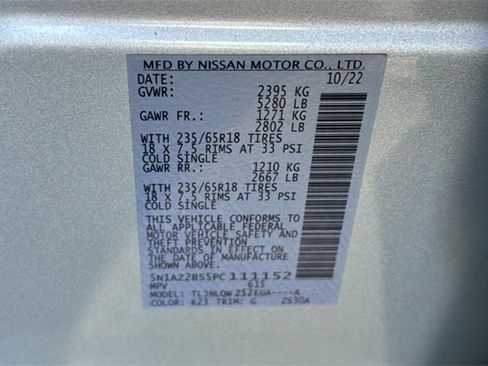 MFD BY NISSAN MOTOR CO., LTD.
DATE: 10/22
GVWR: 2395 KG
5280 LB
GAWR FR.: 1271 KG
2802 LB
WITH 235/65R18 TIRES
18 X 7.5 RIMS AT 33 PSI
COLD SINGLE
GAWR RR.: 1210 KG
2667 LB
WITH 235/65R18 TIRES
18 X 7.5 RIMS AT 33 PSI
COLD SINGLE
THIS VEHICLE CONFORMS TO
ALL APPLICABLE FEDERAL
MOTOR VEHICLE SAFETY AND
THEFT PREVENTION
STANDARDS IN EFFECT ON
THE DATE OF MANUFACTURE
SHOWN ABOVE.
5N1AZ2BS5PC111152
MPV 615
MODEL: TLJNLQWZ52EUA----A
COLOR: K23 TRIM: G ZS30A